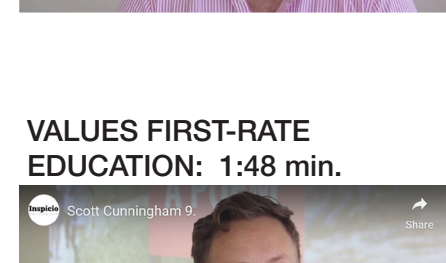 VALUES FIRST-RATE
EDUCATION: 1:48 min.
Inspicio
Scott Cunningham 9.
Share